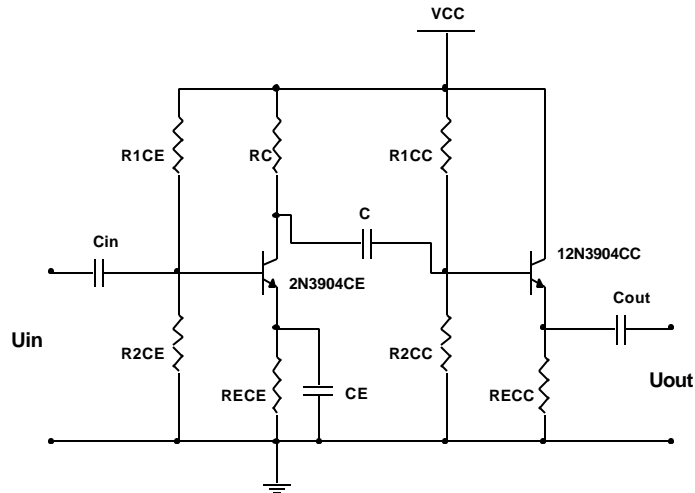 VCC
R1CE
RC
R1CC
C
Cin
12N3904CC
2N3904CE
Cout
Uin
R2CE
R2CC
RECE
CE
RECC
Uout